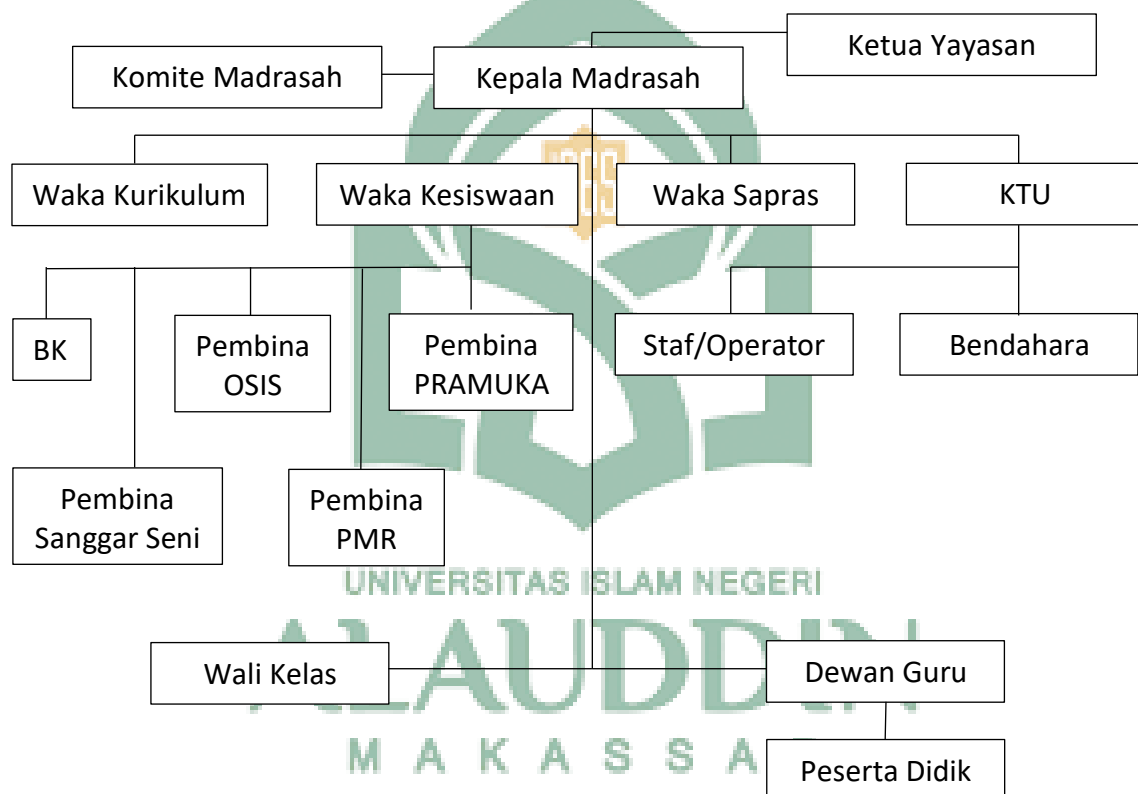 Ketua Yayasan
Komite Madrasah
Kepala Madrasah
Waka Kurikulum
Waka Kesiswaan
Waka Sapras
KTU
BK
Pembina
OSIS
Pembina
PRAMUKA
Staf/Operator
Bendahara
Pembina
Sanggar Seni
Pembina
PMR
UNIVERSITAS ISLAM NEGERI
ALAUDDIN
Wali Kelas
Dewan Guru
M A K A S S A
Peserta Didik